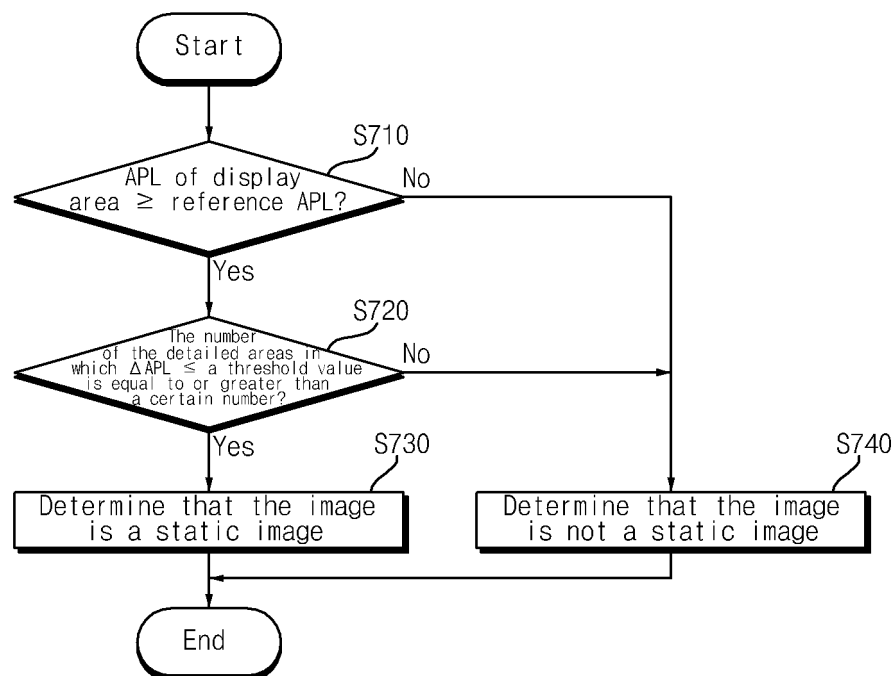 Start
S710
APL of display
area ≥ reference APL?
No
Yes
S720
The number
of the detailed areas in
which ΔAPL ≤ a threshold value
is equal to or greater than
a certain number?
No
Yes
S730
Determine that the image
is a static image
S740
Determine that the image
is not a static image
End